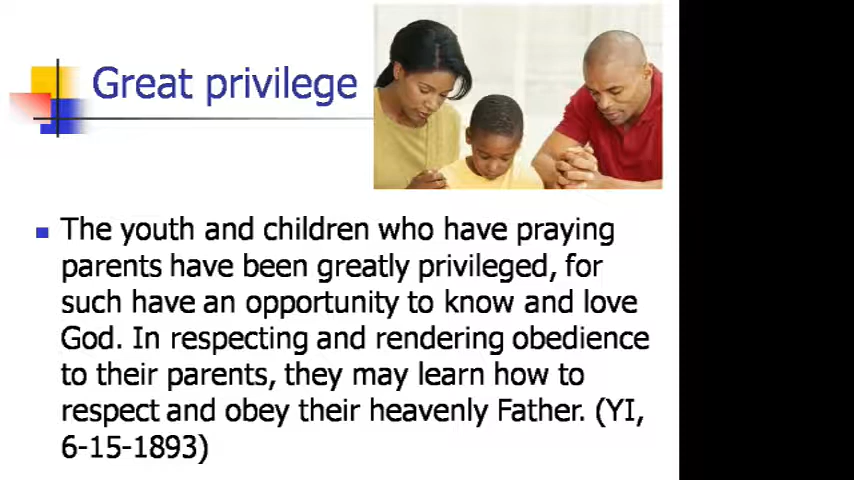 Great privilege
The youth and children who have praying
parents have been greatly privileged, for
such have an opportunity to know and love
God. In respecting and rendering obedience
to their parents, they may learn how to
respect and obey their heavenly Father. (YI,
6-15-1893)